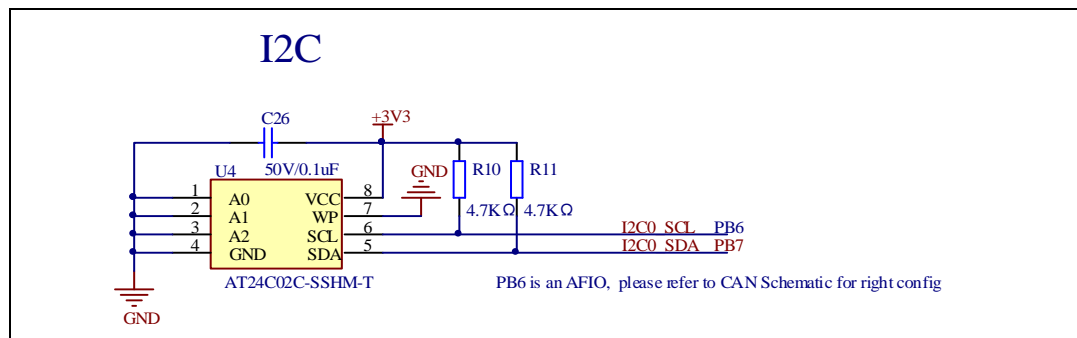 I2C
+3V3
C26
50V/0.1uF
U4
GND
R10
R11
4.7KΩ
4.7KΩ
1
A0
VCC
8
2
A1
WP
7
3
A2
SCL
6
I2C0_SCL
PB6
4
GND
SDA
5
I2C0_SDA
PB7
AT24C02C-SSHM-T
PB6 is an AFIO, please refer to CAN Schematic for right config
GND